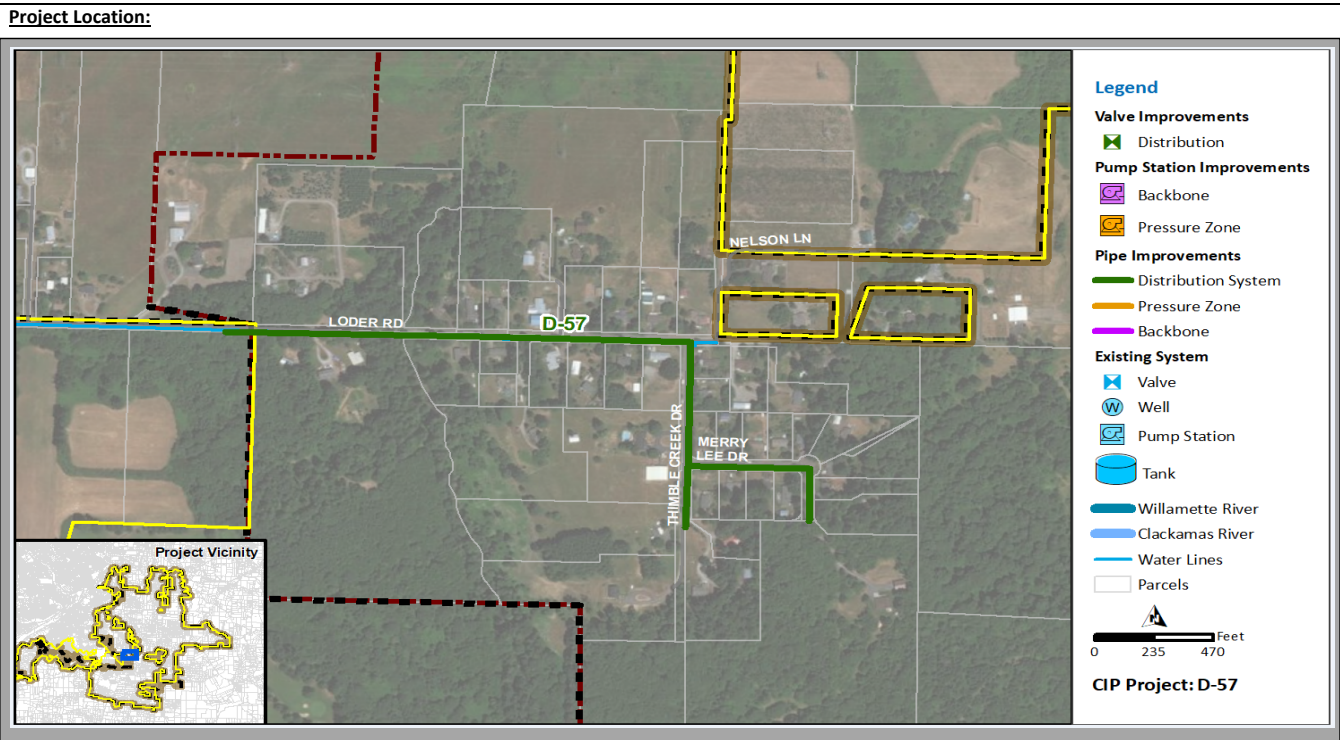 Project Location:
NELSON LN
LODER RD
D-57
THIMBLE CREEK DR
MERRY
LEE DR
Project Vicinity
Legend
Valve Improvements
Distribution
Pump Station Improvements
Backbone
Pressure Zone
Pipe Improvements
Distribution System
Pressure Zone
Backbone
Existing System
Valve
W Well
Pump Station
Tank
Willamette River
Clackamas River
Water Lines
Parcels
N
Feet
0 235 470
CIP Project: D-57